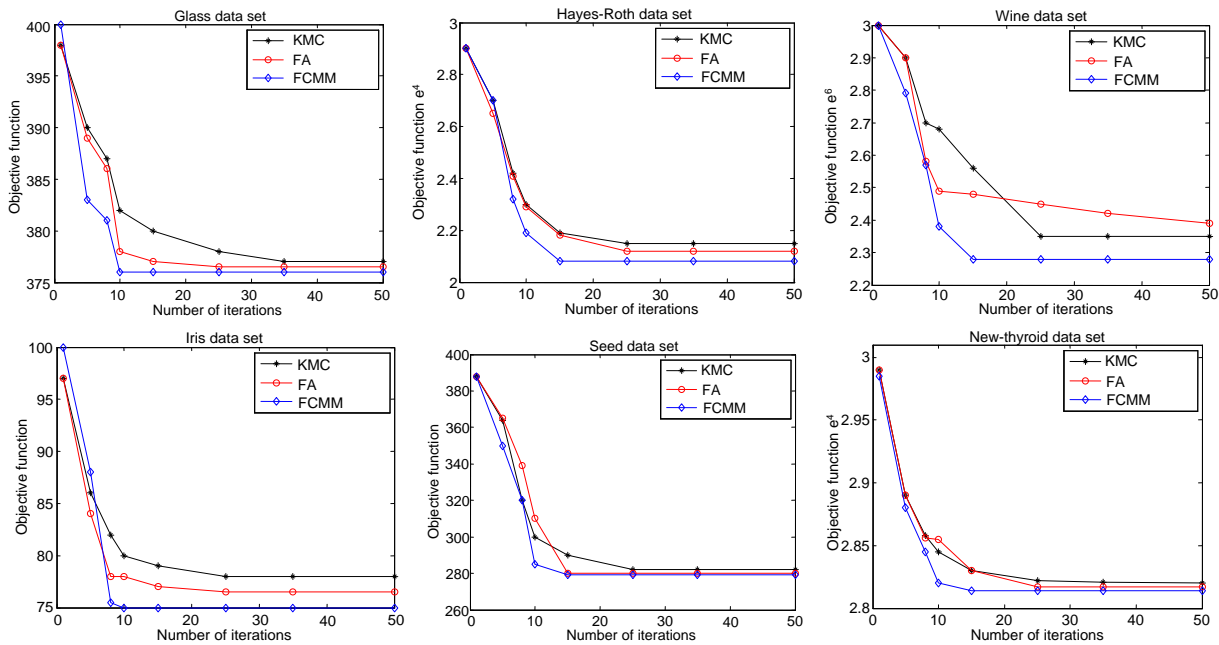 Glass data set
400
395
390
385
380
375
0
10
20
30
40
50
Objective function
Number of iterations
KMC
FA
FCMM
Hayes-Roth data set
3
2.8
2.6
2.4
2.2
2
0
10
20
30
40
50
Objective function e⁴
Number of iterations
KMC
FA
FCMM
Wine data set
3
2.9
2.8
2.7
2.6
2.5
2.4
2.3
2.2
0
10
20
30
40
50
Objective function e⁶
Number of iterations
KMC
FA
FCMM
Iris data set
100
95
90
85
80
75
0
10
20
30
40
50
Objective function
Number of iterations
KMC
FA
FCMM
Seed data set
400
380
360
340
320
300
280
260
0
10
20
30
40
50
Objective function
Number of iterations
KMC
FA
FCMM
New-thyroid data set
3
2.95
2.9
2.85
2.8
0
10
20
30
40
50
Objective function e⁴
Number of iterations
KMC
FA
FCMM